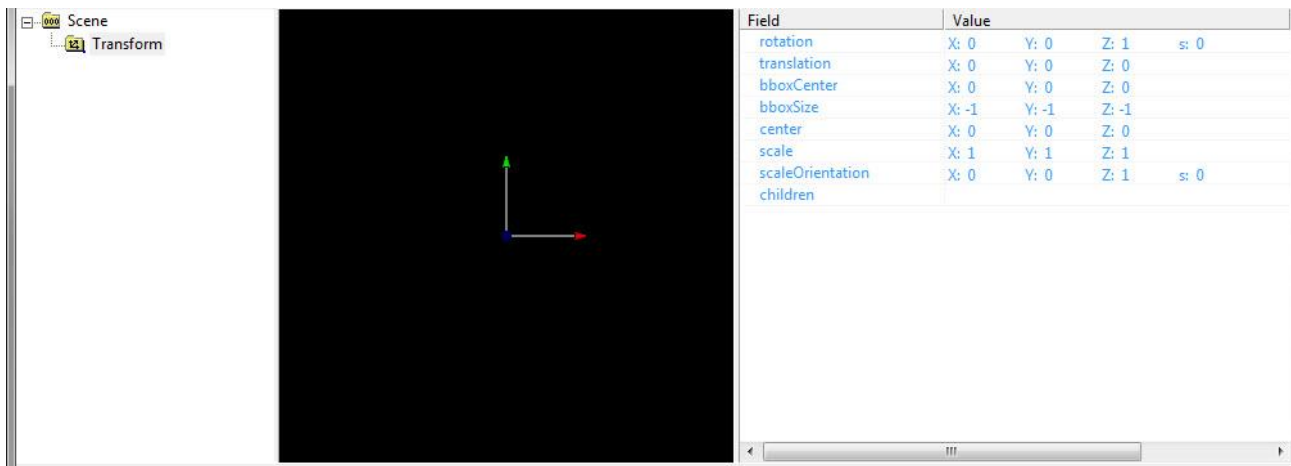 Scene
Transform
Field Value
rotation X: 0 Y: 0 Z: 1 s: 0
translation X: 0 Y: 0 Z: 0
bboxCenter X: 0 Y: 0 Z: 0
bboxSize X: -1 Y: -1 Z: -1
center X: 0 Y: 0 Z: 0
scale X: 1 Y: 1 Z: 1
scaleOrientation X: 0 Y: 0 Z: 1 s: 0
children